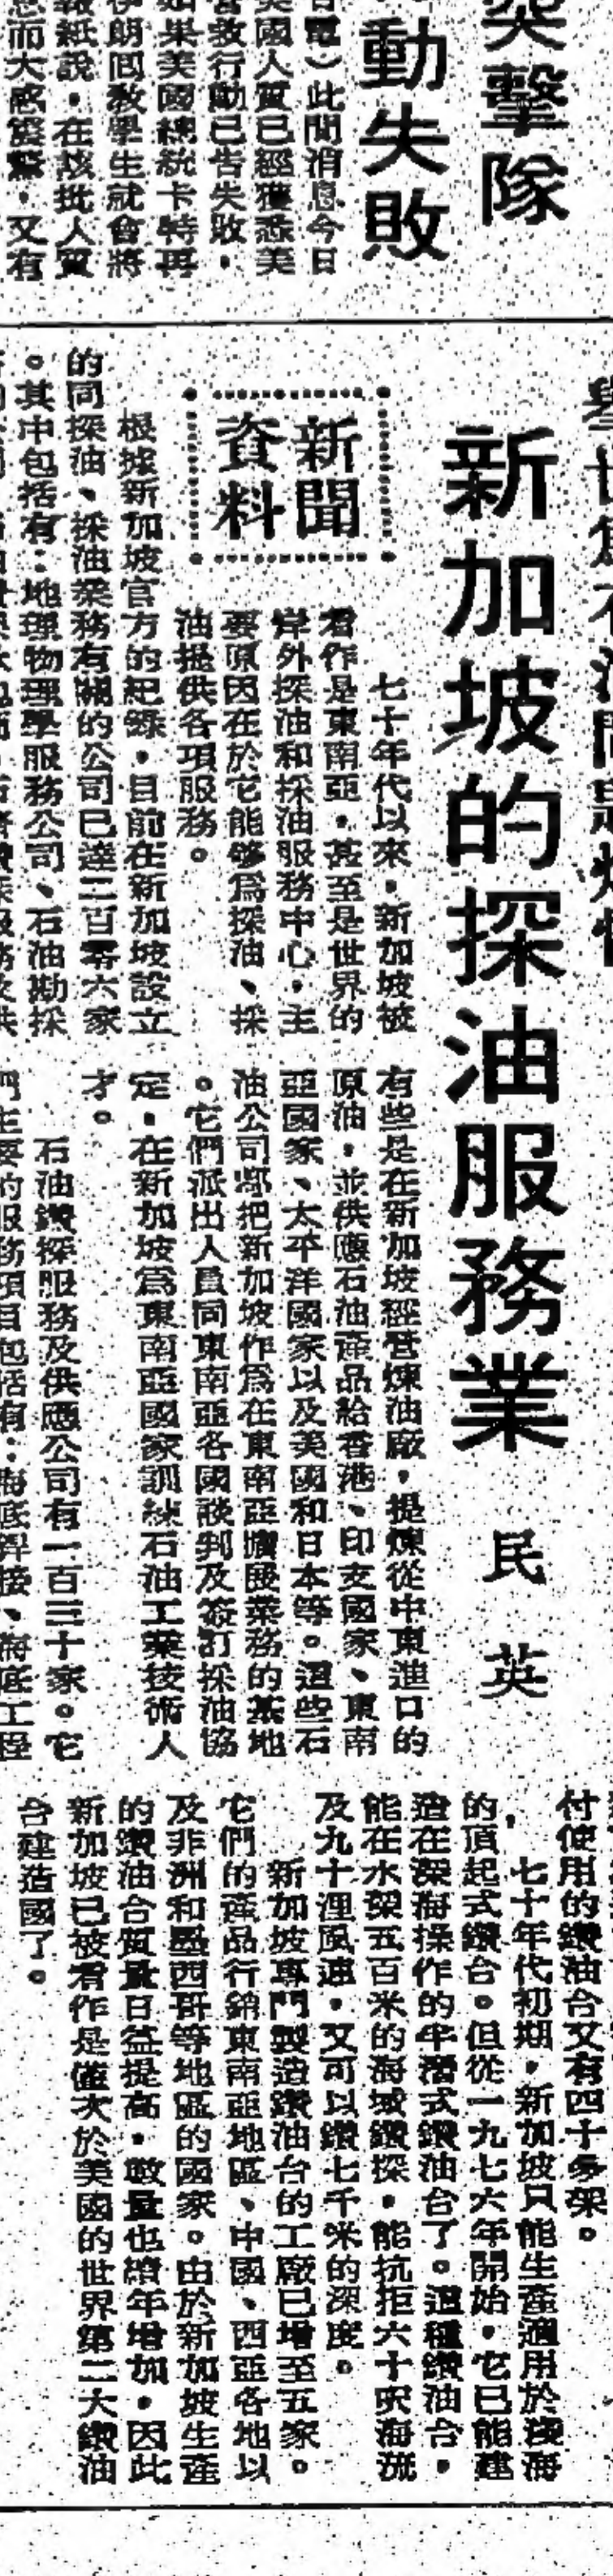 突擊隊
動失敗
電）此間消息今日
美國人質已經獲悉美
營救行動已告失敗，
如果美國總統卡特再
伊朗回教學生就會將
報紙說，在該批人質
息而大感震驚，又有
新加坡的探油服務業
民英
新聞
資料
七十年代以來，新加坡被
看作是東南亞，甚至是世界的
岸外探油和採油服務中心，主
要原因在於它能夠爲探油、採
油提供各項服務。
根據新加坡官方的紀錄，目前在新加坡設立
的同探油、採油業務有關的公司已達二百零六家
。其中包括有：地理物理學服務公司、石油勘採
有些是在新加坡經營煉油廠，提煉從中東進口的
原油，並供應石油產品給香港、印支國家、東南
亞國家、太平洋國家以及美國和日本等。這些石
油公司都把新加坡作爲在東南亞擴展業務的基地
。它們派出人員同東南亞各國談判及簽訂採油協
定，在新加坡爲東南亞國家訓練石油工業技術人
才。
石油鑽探服務及供應公司有一百三十家。它
們主要的服務項目包括有：海底焊接、海底工程
付使用的鑽油台又有四十多架。
七十年代初期，新加坡只能生產適用於淺海
的頂起式鑽台。但從一九七六年開始，它已能建
造在深海操作的半潛式鑽油台了。這種鑽油台，
能在水深五百米的海域鑽探，能抗拒六十呎海流
及九十浬風速，又可以鑽七千米的深度。
新加坡專門製造鑽油台的工廠已增至五家。
它們的產品行銷東南亞地區、中國、西亞各地以
及非洲和墨西哥等地區的國家。由於新加坡生產
的鑽油台質量日益提高，數量也續年增加，因此
新加坡已被看作是僅次於美國的世界第二大鑽油
台建造國了。